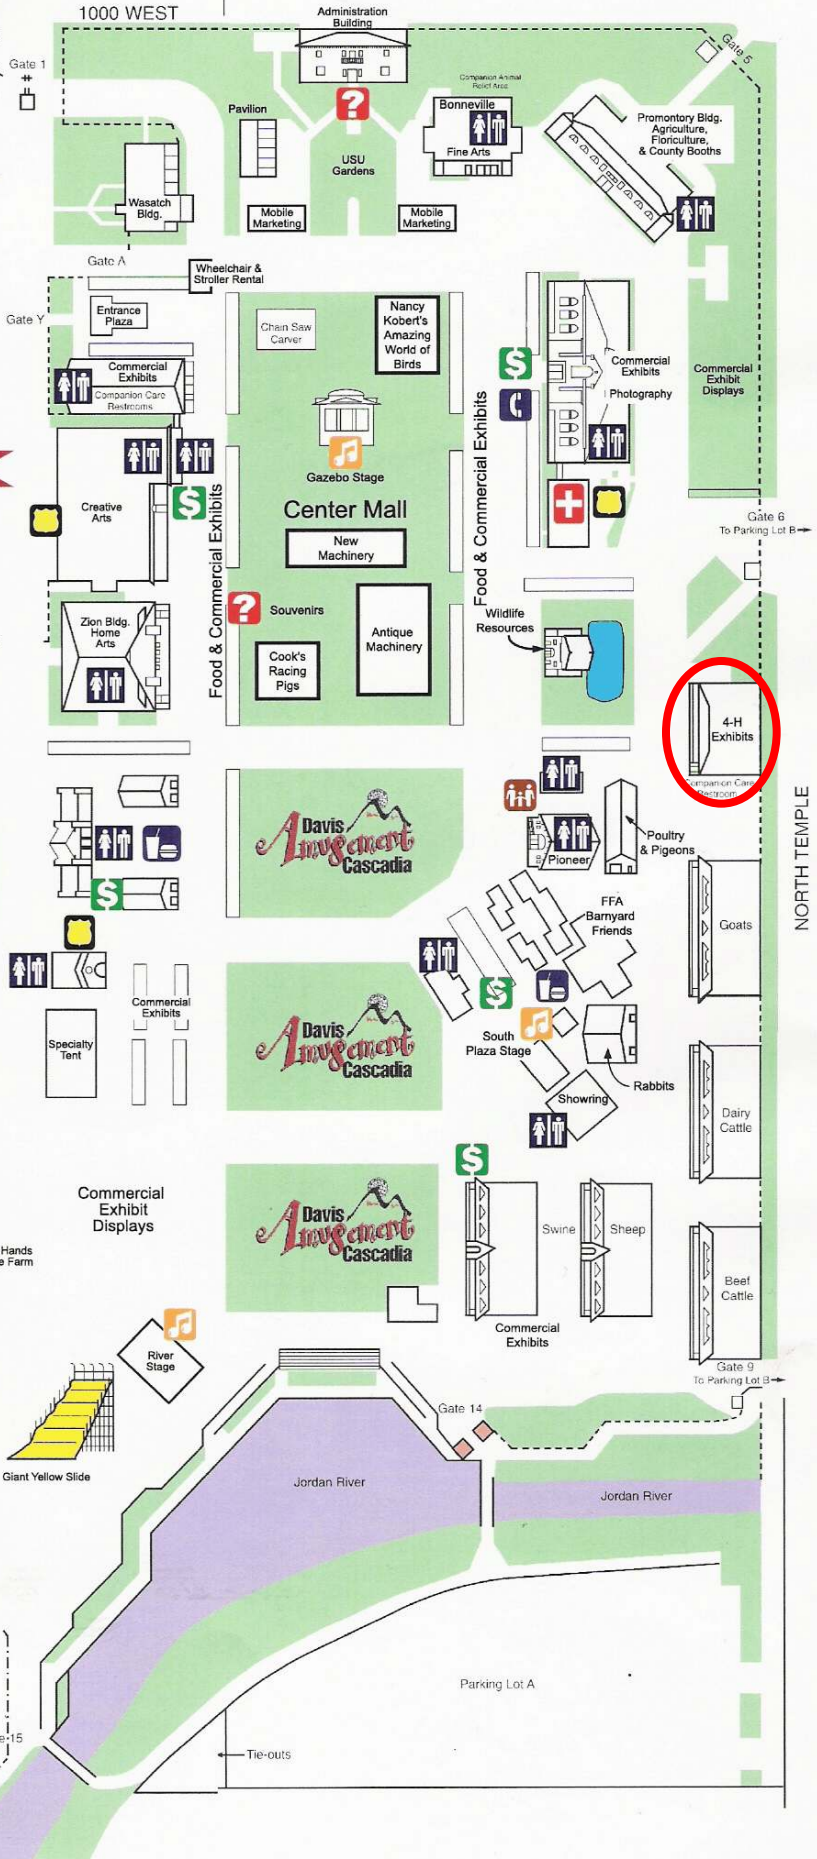 1000 WEST
Administration
Building
Gate 1
Gate 5
Companion Animal
Relief Area
Pavilion
Bonneville
Fine Arts
Promontory Bldg.
Agriculture,
Floriculture,
& County Booths
?
USU
Gardens
Wasatch
Bldg.
Mobile
Marketing
Mobile
Marketing
Gate A
Wheelchair &
Stroller Rental
Gate Y
Entrance
Plaza
Chain Saw
Carver
Nancy
Kobert's
Amazing
World of
Birds
Commercial
Exhibits
Companion Care
Restrooms
$
Commercial
Exhibits
Photography
Commercial
Exhibit
Displays
Gazebo Stage
Food & Commercial Exhibits
Food & Commercial Exhibits
Creative
Arts
$
Center Mall
New
Machinery
Gate 6
To Parking Lot B
Zion Bldg.
Home
Arts
?
Souvenirs
Antique
Machinery
Wildlife
Resources
Cook's
Racing
Pigs
4-H
Exhibits
Companion Care
Restroom
NORTH TEMPLE
Davis
Amusement
Cascadia
Pioneer
Poultry
& Pigeons
$
FFA
Barnyard
Friends
Goats
Commercial
Exhibits
Specialty
Tent
Davis
Amusement
Cascadia
$
South
Plaza Stage
Rabbits
Showring
Dairy
Cattle
$
Commercial
Exhibit
Displays
Davis
Amusement
Cascadia
Swine
Sheep
Hands
e Farm
Beef
Cattle
Commercial
Exhibits
River
Stage
Gate 9
To Parking Lot B
Gate 14
Giant Yellow Slide
Jordan River
Jordan River
Parking Lot A
e-15
Tie-outs